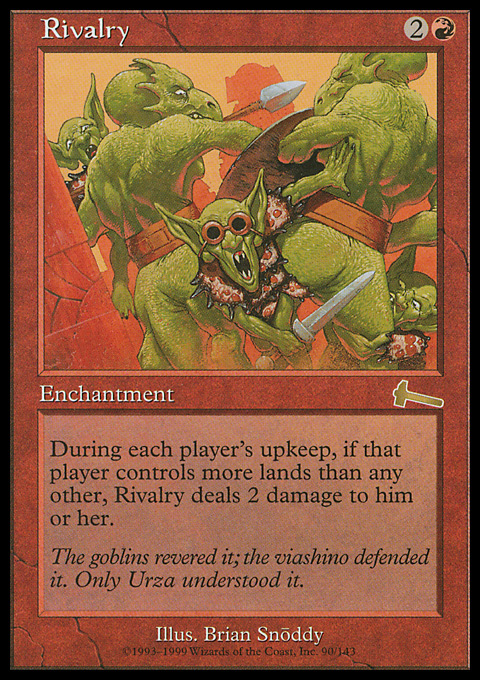 Rivalry 2
Enchantment
During each player's upkeep, if that
player controls more lands than any
other, Rivalry deals 2 damage to him
or her.
The goblins revered it; the viashino defended
it. Only Urza understood it.
Illus. Brian Snōddy
©1993-1999 Wizards of the Coast, Inc. 90/143